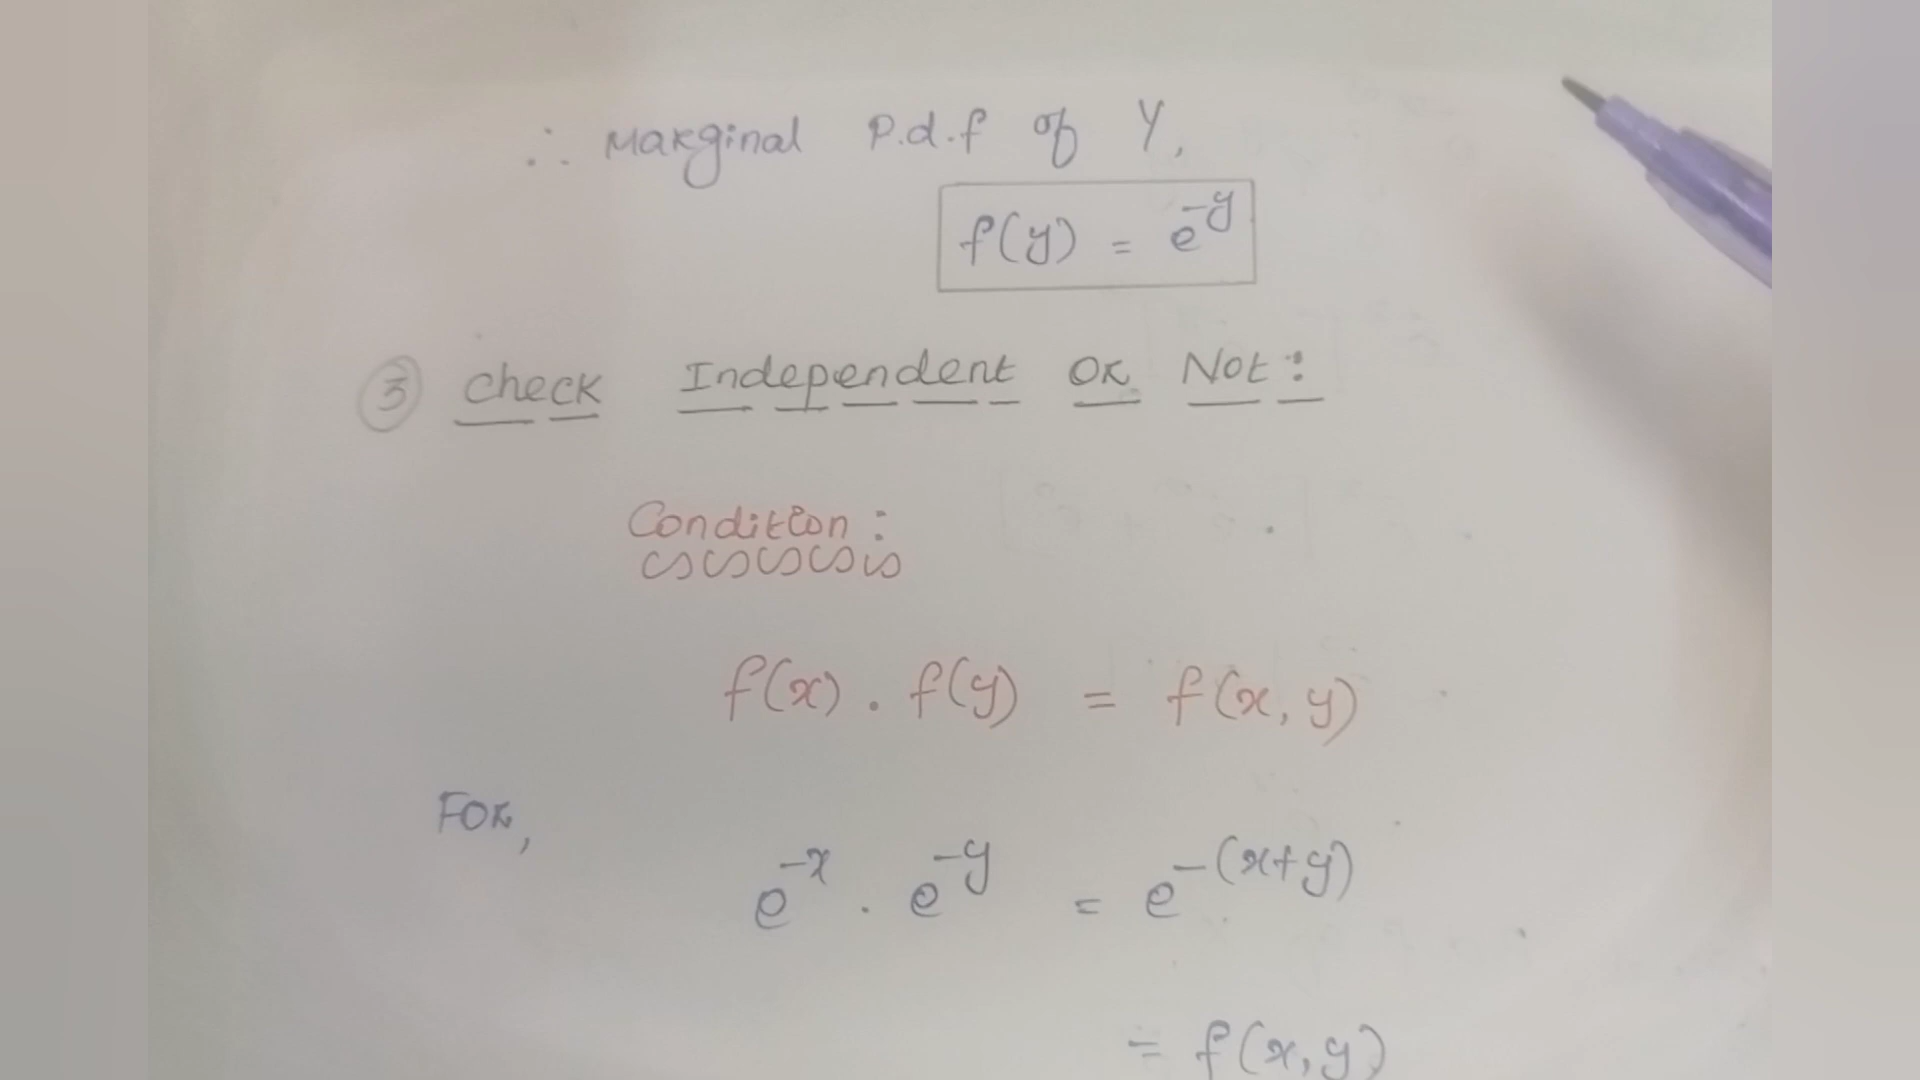 ∴ Marginal P.d.f of Y,
f(y) = e^-y
③ Check Independent OR Not:
Condition:
f(x) . f(y) = f(x, y)
FOR,
e^-x . e^-y = e^-(x+y)
= f(x, y)